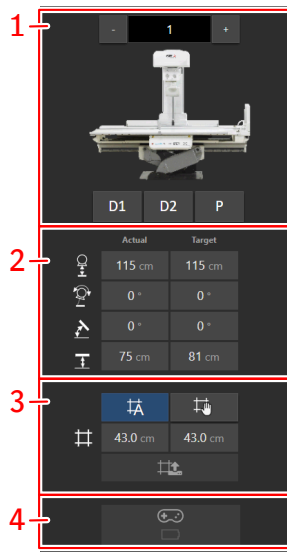 1
- 1 +
D1 D2 P
Actual Target
2
115 cm 115 cm
0 ° 0 °
0 ° 0 °
75 cm 81 cm
3
A
43.0 cm 43.0 cm
4